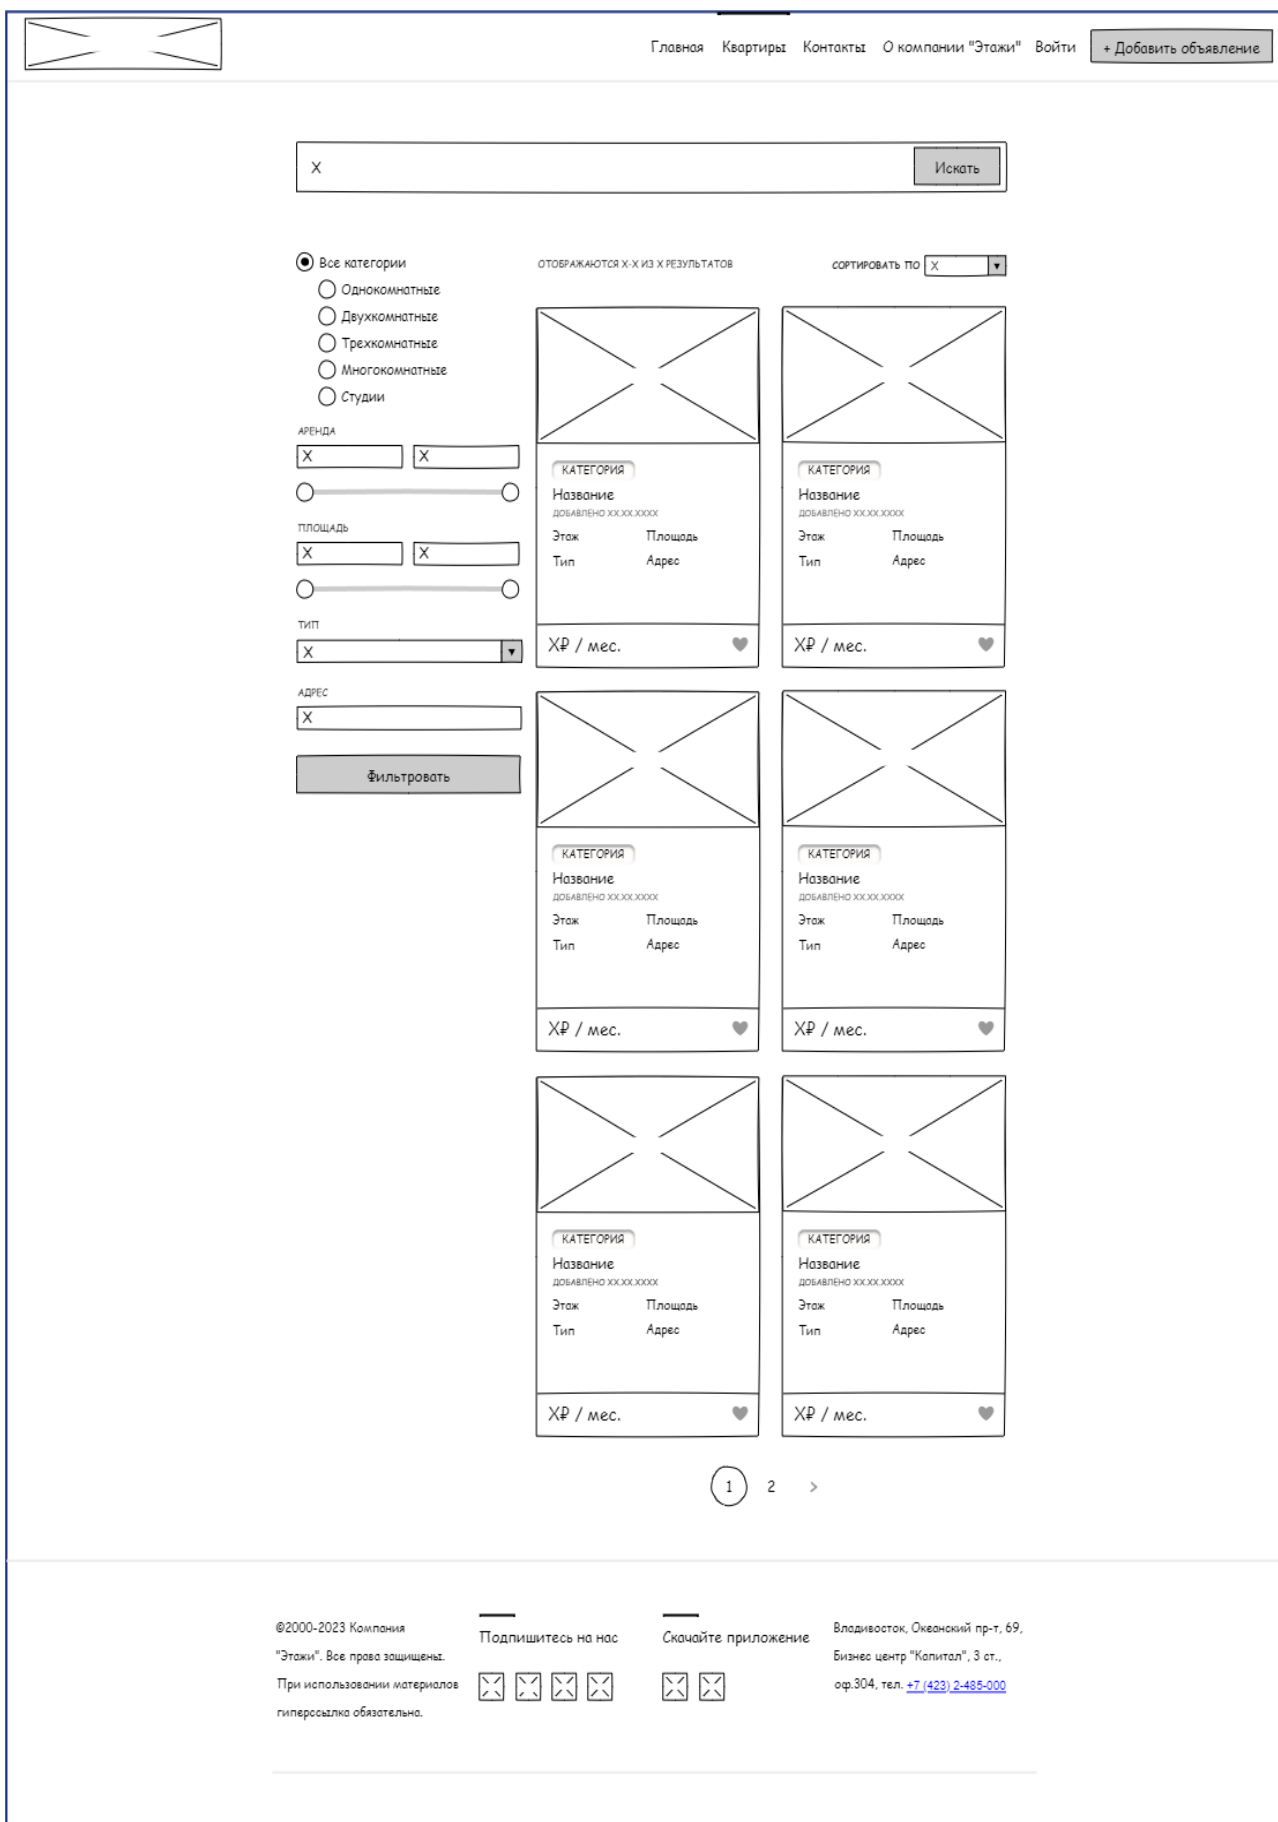 Главная Квартиры Контакты О компании "Этажи" Войти + Добавить объявление
X Искать
Все категории
Однокомнатные
Двухкомнатные
Трехкомнатные
Многокомнатные
Студии
АРЕНДА
X X
ПЛОЩАДЬ
X X
ТИП
X
АДРЕС
X
Фильтровать
ОТОБРАЖАЮТСЯ X-X ИЗ X РЕЗУЛЬТАТОВ СОРТИРОВАТЬ ПО X
КАТЕГОРИЯ
Название
ДОБАВЛЕНО XX.XX.XXXX
Этаж Площадь
Тип Адрес
X₽ / мес.
КАТЕГОРИЯ
Название
ДОБАВЛЕНО XX.XX.XXXX
Этаж Площадь
Тип Адрес
X₽ / мес.
КАТЕГОРИЯ
Название
ДОБАВЛЕНО XX.XX.XXXX
Этаж Площадь
Тип Адрес
X₽ / мес.
КАТЕГОРИЯ
Название
ДОБАВЛЕНО XX.XX.XXXX
Этаж Площадь
Тип Адрес
X₽ / мес.
КАТЕГОРИЯ
Название
ДОБАВЛЕНО XX.XX.XXXX
Этаж Площадь
Тип Адрес
X₽ / мес.
КАТЕГОРИЯ
Название
ДОБАВЛЕНО XX.XX.XXXX
Этаж Площадь
Тип Адрес
X₽ / мес.
1 2 >
©2000-2023 Компания
"Этажи". Все права защищены.
При использовании материалов
гиперссылка обязательна.
Подпишитесь на нас
Скачайте приложение
Владивосток, Океанский пр-т, 69,
Бизнес центр "Капитал", 3 ст.,
оф.304, тел. +7 (423) 2-485-000